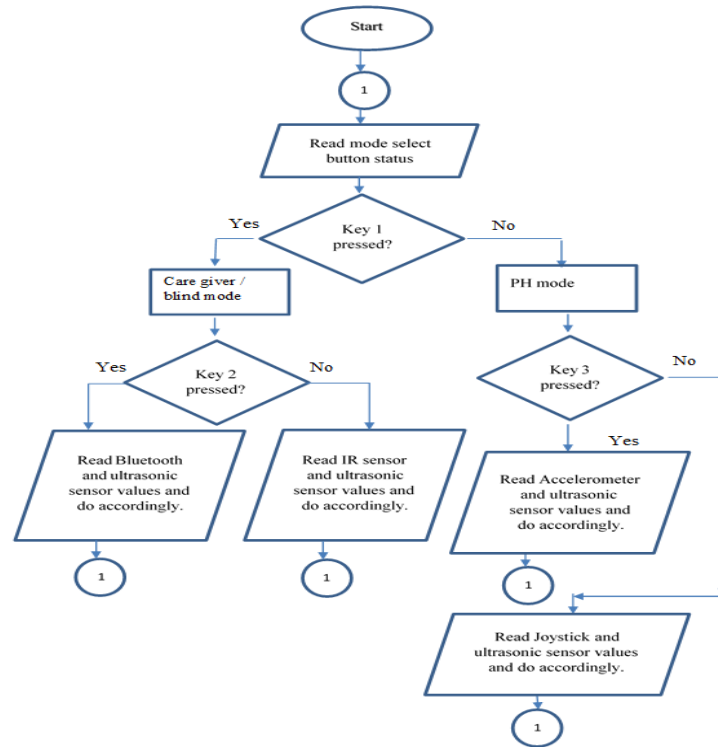 Start
1
Read mode select
button status
Yes
Key 1
pressed?
No
Care giver /
blind mode
PH mode
Yes
Key 2
pressed?
No
Key 3
pressed?
No
Yes
Read Bluetooth
and ultrasonic
sensor values and
do accordingly.
Read IR sensor
and ultrasonic
sensor values and
do accordingly.
Read Accelerometer
and ultrasonic
sensor values and
do accordingly.
1
1
1
Read Joystick and
ultrasonic sensor values
and do accordingly.
1